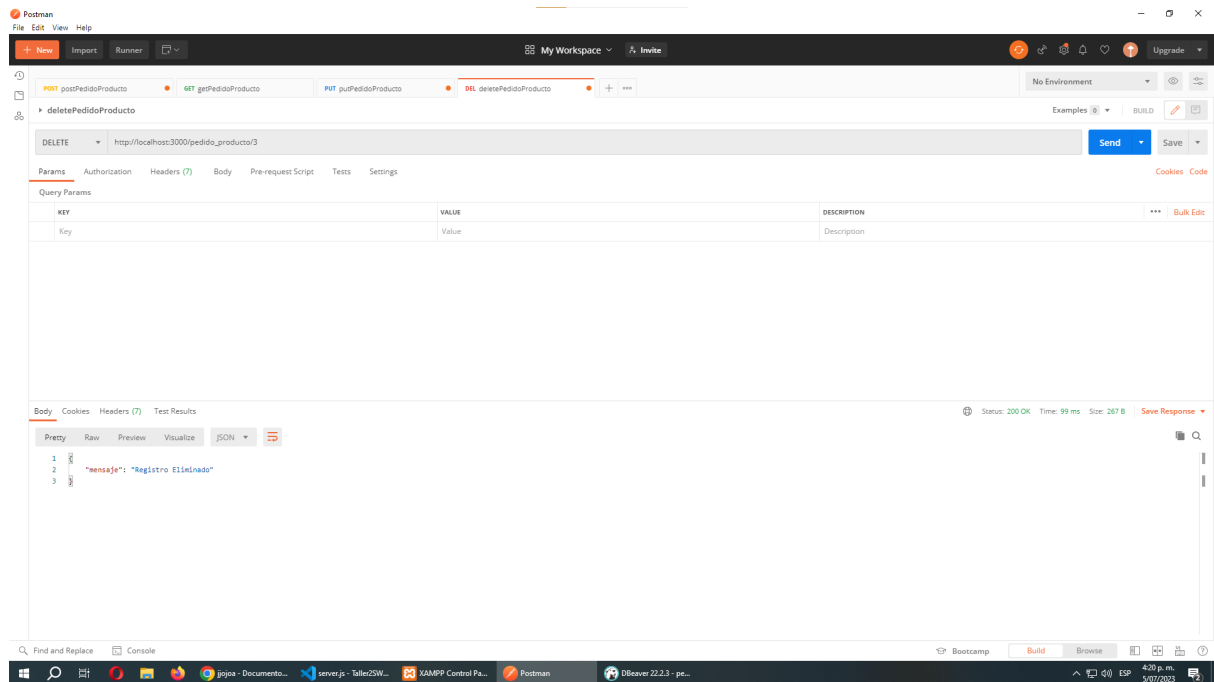 Postman
File Edit View Help
+ New Import Runner My Workspace Invite Upgrade
POST postPedidoProducto GET getPedidoProducto PUT putPedidoProducto DEL deletePedidoProducto + ••• No Environment
deletePedidoProducto Examples 0 BUILD
DELETE http://localhost:3000/pedido_producto/3 Send Save
Params Authorization Headers (7) Body Pre-request Script Tests Settings Cookies Code
Query Params
KEY VALUE DESCRIPTION ••• Bulk Edit
Key Value Description
Body Cookies Headers (7) Test Results Status: 200 OK Time: 99 ms Size: 267 B Save Response
Pretty Raw Preview Visualize JSON
1 {
2 "mensaje": "Registro Eliminado"
3 }
Find and Replace Console Bootcamp Build Browse
jjojoa - Documento... server.js - Taller2SW... XAMPP Control Pa... Postman DBeaver 22.2.3 - pe... ESP 4:20 p. m.
5/07/2023